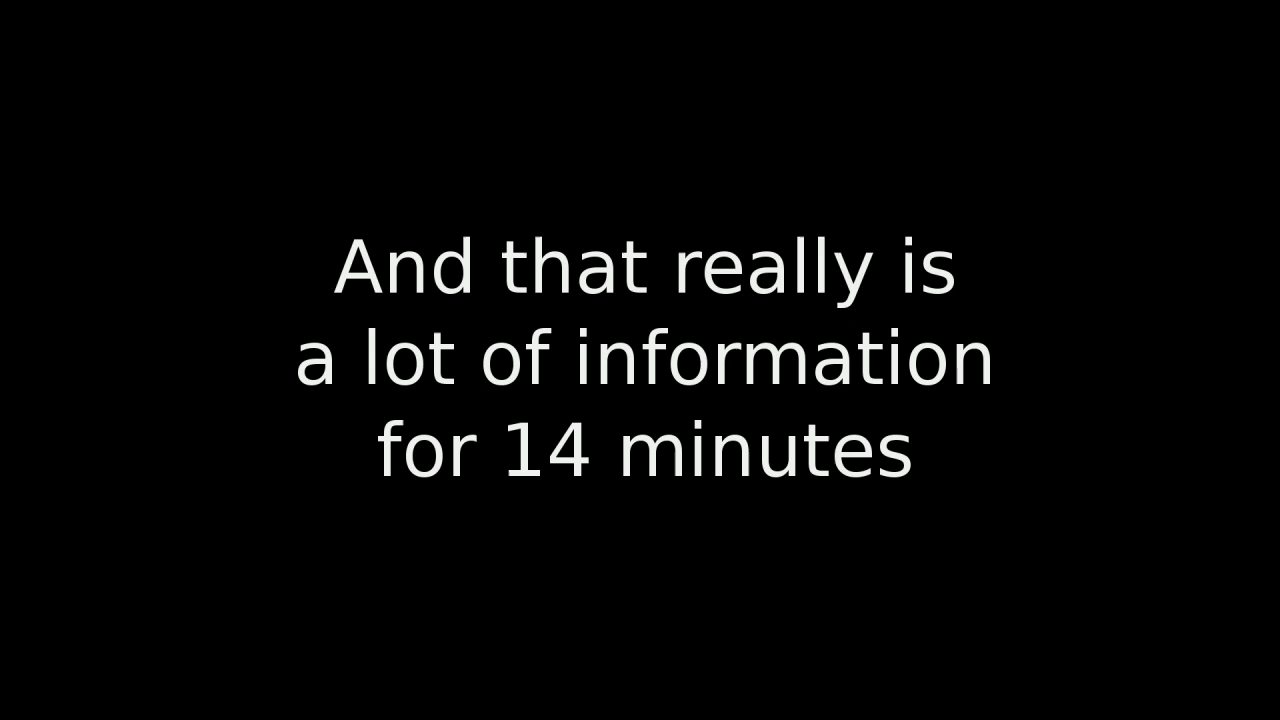 And that really is
a lot of information
for 14 minutes